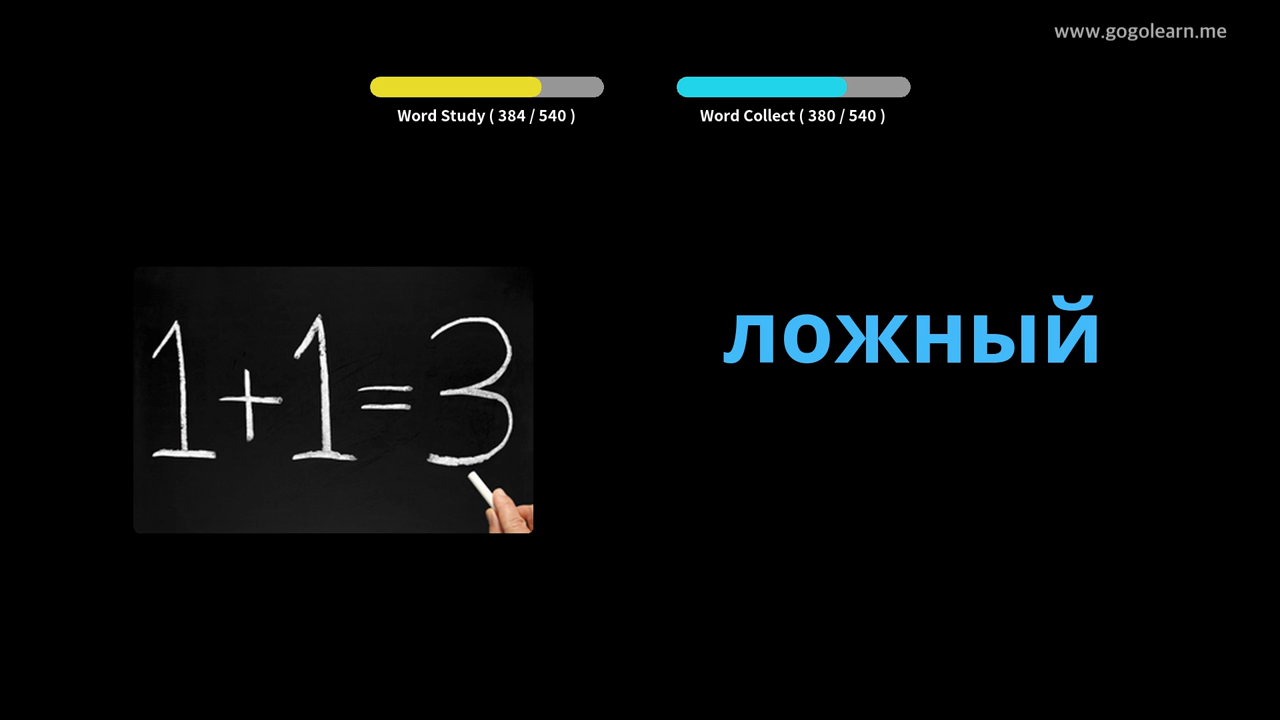 www.gogolearn.me
Word Study ( 384 / 540 )
Word Collect ( 380 / 540 )
ложный
1+1=3